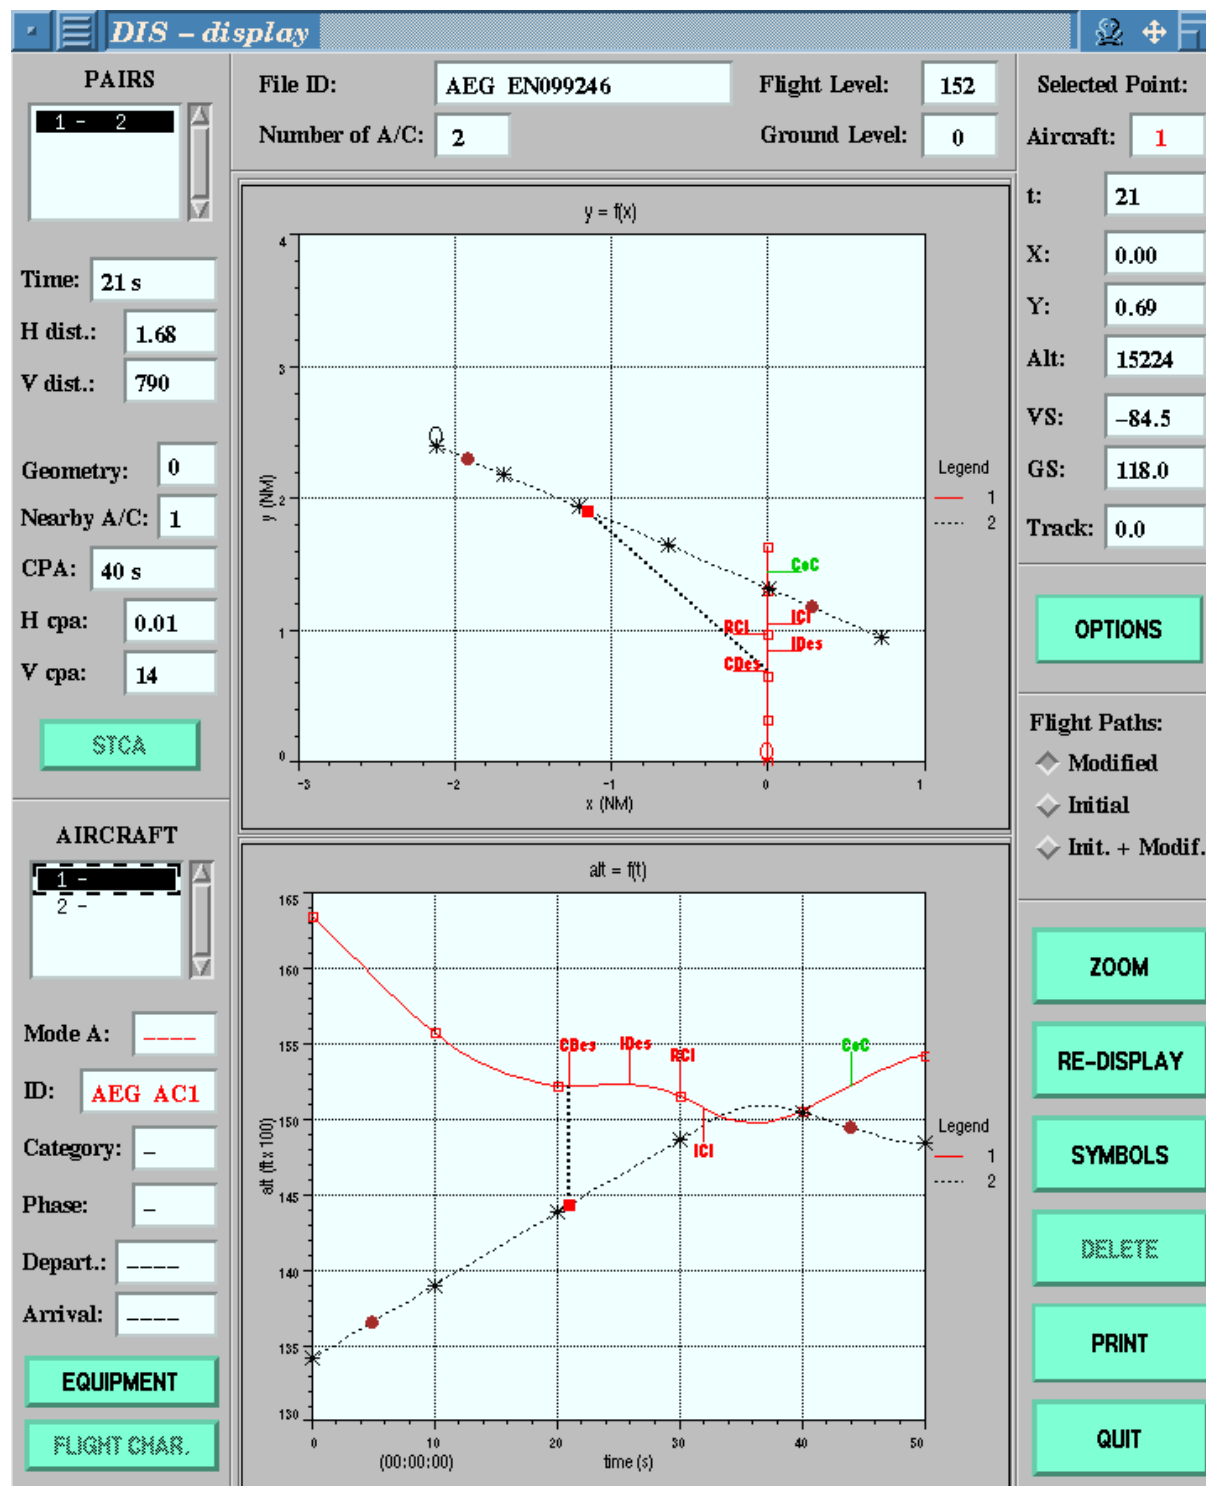 DIS - display
PAIRS
1 - 2
Time: 21 s
H dist.: 1.68
V dist.: 790
Geometry: 0
Nearby A/C: 1
CPA: 40 s
H cpa: 0.01
V cpa: 14
STCA
AIRCRAFT
1 -
2 -
Mode A: ----
ID: AEG AC1
Category: -
Phase: -
Depart.: ----
Arrival: ----
EQUIPMENT
FLIGHT CHAR.
File ID: AEG EN099246 Flight Level: 152
Number of A/C: 2 Ground Level: 0
y = f(x)
4
3
2
1
0
y (NM)
-3 -2 -1 0 1
x (NM)
CoC
ICl
RCl
IDes
CDes
Legend
1
2
alt = f(t)
165
160
155
150
145
140
135
130
alt (ft x 100)
0 10 20 30 40 50
(00:00:00) time (s)
CDes IDes RCl CoC
ICl
Legend
1
2
Selected Point:
Aircraft: 1
t: 21
X: 0.00
Y: 0.69
Alt: 15224
VS: -84.5
GS: 118.0
Track: 0.0
OPTIONS
Flight Paths:
Modified
Initial
Init. + Modif.
ZOOM
RE-DISPLAY
SYMBOLS
DELETE
PRINT
QUIT